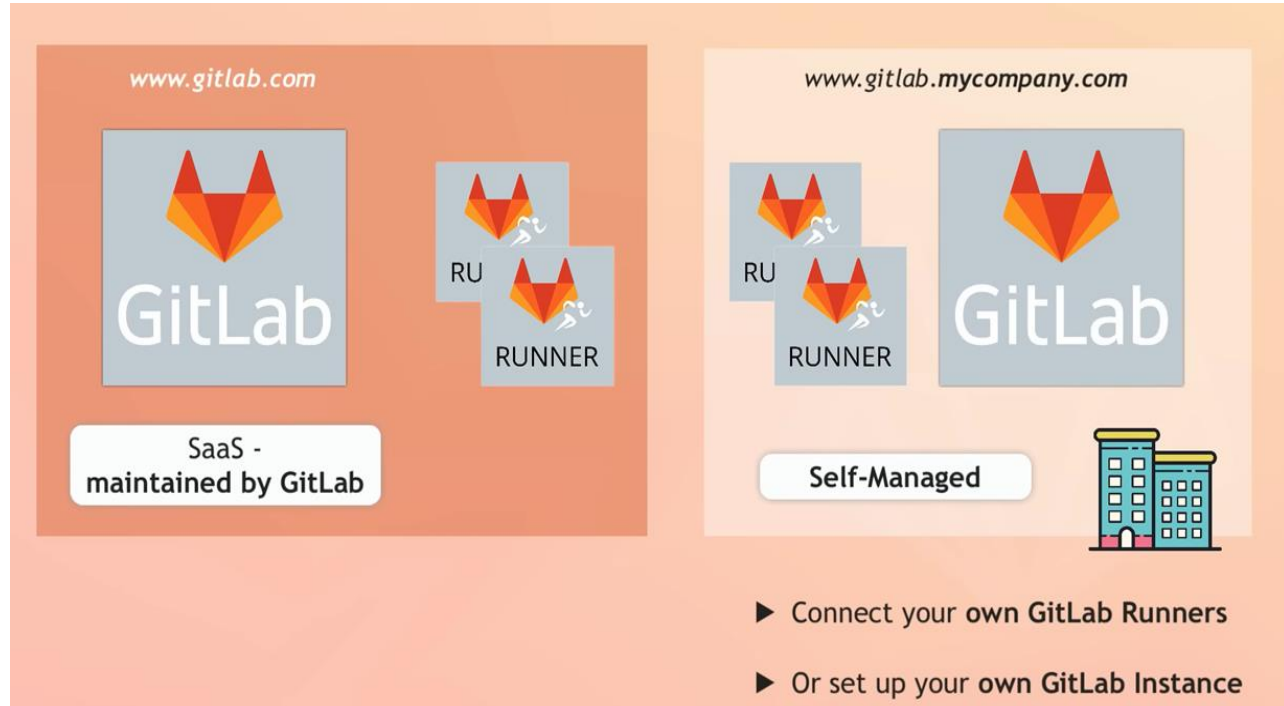 www.gitlab.com
GitLab
RU
RUNNER
SaaS -
maintained by GitLab
www.gitlab.mycompany.com
RU
RUNNER
GitLab
Self-Managed
▶ Connect your own GitLab Runners
▶ Or set up your own GitLab Instance